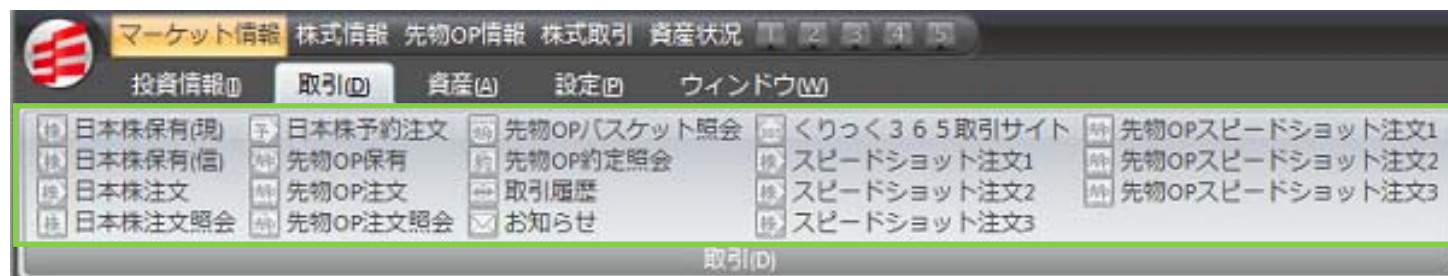 マーケット情報 株式情報 先物OP情報 株式取引 資産状況 1 2 3 4 5
投資情報(I) 取引(D) 資産(A) 設定(P) ウィンドウ(W)
日本株保有(現) 日本株予約注文 先物OPバスケット照会 くりっく365取引サイト 先物OPスピードショット注文1
日本株保有(信) 先物OP保有 先物OP約定照会 スピードショット注文1 先物OPスピードショット注文2
日本株注文 先物OP注文 取引履歴 スピードショット注文2 先物OPスピードショット注文3
日本株注文照会 先物OP注文照会 お知らせ スピードショット注文3
取引(D)